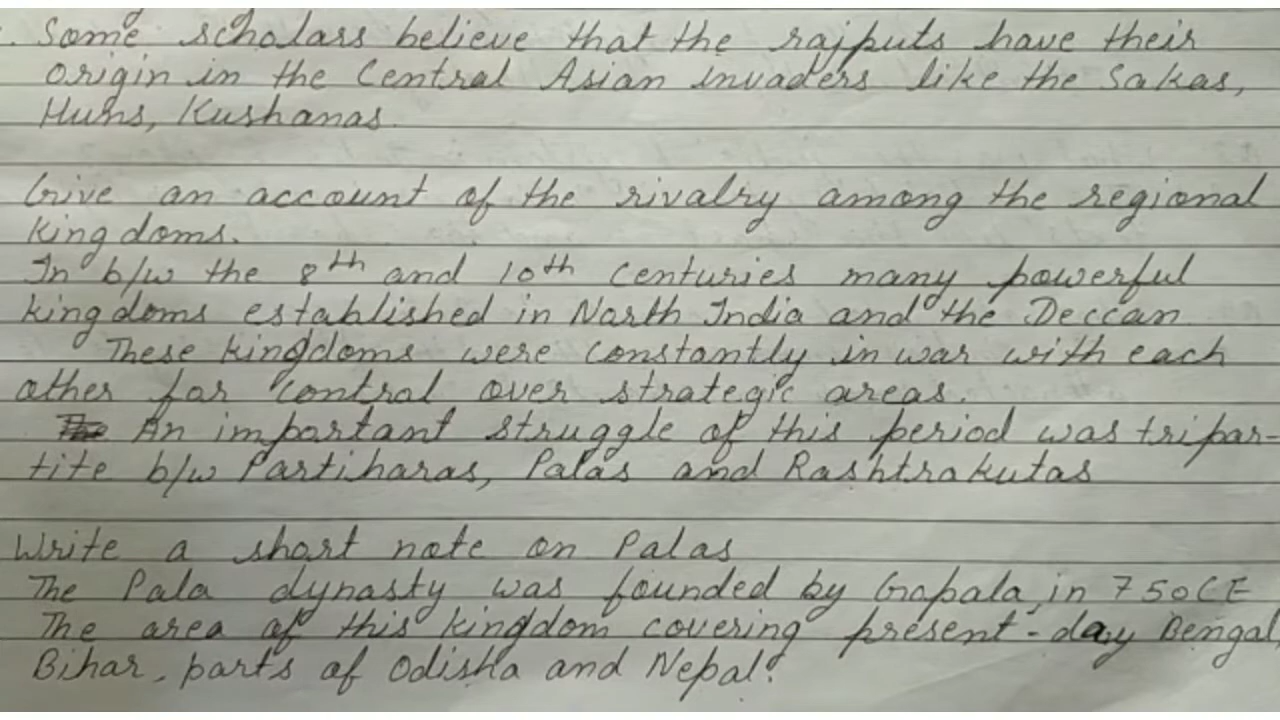 . Some scholars believe that the rajputs have their
origin in the Central Asian invaders like the Sakas,
Huns, Kushanas.
Give an account of the rivalry among the regional
kingdoms.
In b/w the 8th and 10th centuries many powerful
kingdoms established in North India and the Deccan
These kingdoms were constantly in war with each
other for control over strategic areas.
An important struggle of this period was tripar-
tite b/w Partiharas, Palas and Rashtrakutas
Write a short note on Palas
The Pala dynasty was founded by Gopala, in 750CE
The area of this kingdom covering present-day Bengal,
Bihar, parts of Odisha and Nepal.